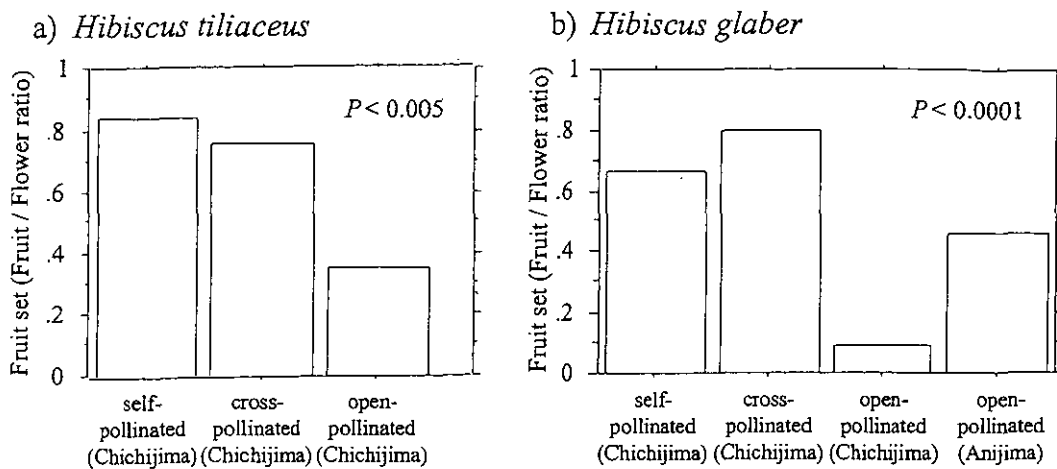 a) Hibiscus tiliaceus
Fruit set (Fruit / Flower ratio)
1
.8
.6
.4
.2
0
P < 0.005
self-
pollinated
(Chichijima)
cross-
pollinated
(Chichijima)
open-
pollinated
(Chichijima)
b) Hibiscus glaber
Fruit set (Fruit / Flower ratio)
1
.8
.6
.4
.2
0
P < 0.0001
self-
pollinated
(Chichijima)
cross-
pollinated
(Chichijima)
open-
pollinated
(Chichijima)
open-
pollinated
(Anijima)